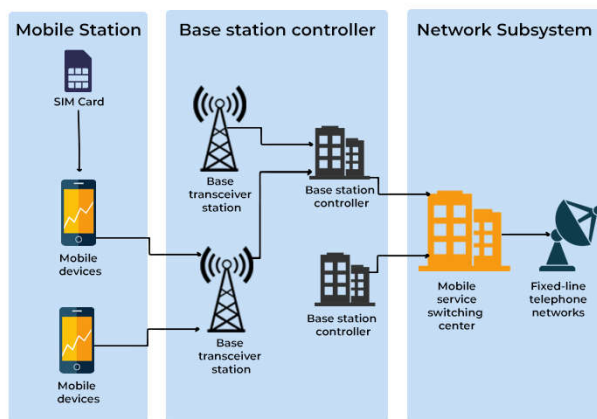 Mobile Station
Base station controller
Network Subsystem
SIM Card
Base
transceiver
station
Base station
controller
Mobile
devices
Base
transceiver
station
Base station
controller
Mobile
service
switching
center
Fixed-line
telephone
networks
Mobile
devices